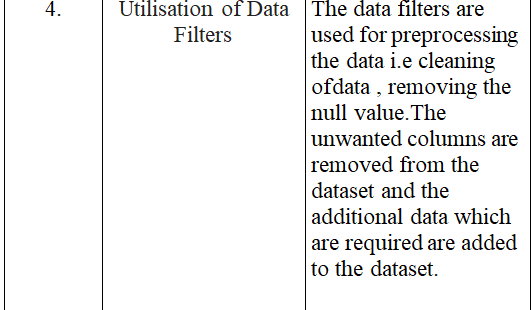 4.
Utilisation of Data
Filters
The data filters are
used for preprocessing
the data i.e cleaning
ofdata , removing the
null value.The
unwanted columns are
removed from the
dataset and the
additional data which
are required are added
to the dataset.